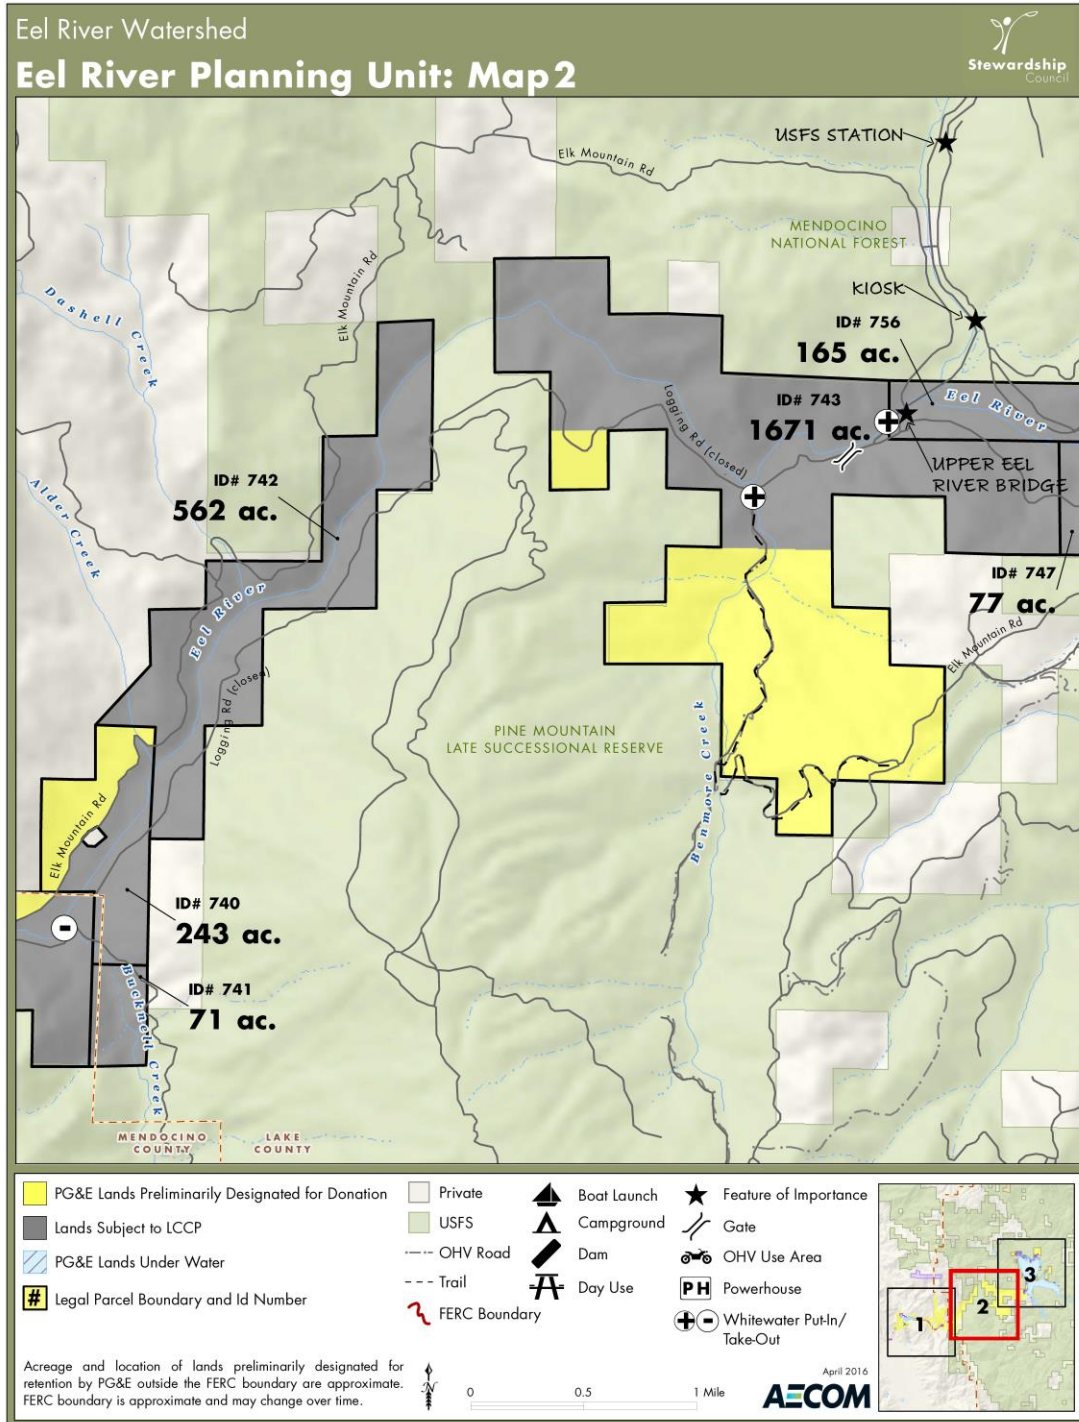 Eel River Watershed
Eel River Planning Unit: Map 2
Stewardship
Council
USFS STATION
Elk Mountain Rd
MENDOCINO
NATIONAL FOREST
Elk Mountain Rd
KIOSK
Dashell Creek
ID# 756
165 ac.
Eel River
ID# 743
1671 ac.
Logging Rd (closed)
UPPER EEL
RIVER BRIDGE
ID# 742
562 ac.
Alder Creek
ID# 747
77 ac.
Eel River
Elk Mountain Rd
Logging Rd (closed)
PINE MOUNTAIN
LATE SUCCESSIONAL RESERVE
Benmore Creek
Elk Mountain Rd
ID# 740
243 ac.
ID# 741
71 ac.
Bucknell Creek
MENDOCINO
COUNTY
LAKE
COUNTY
PG&E Lands Preliminarily Designated for Donation
Lands Subject to LCCP
PG&E Lands Under Water
# Legal Parcel Boundary and Id Number
Private
USFS
OHV Road
Trail
FERC Boundary
Boat Launch
Campground
Dam
Day Use
Feature of Importance
Gate
OHV Use Area
PH Powerhouse
Whitewater Put-In/
Take-Out
1
2
3
Acreage and location of lands preliminarily designated for
retention by PG&E outside the FERC boundary are approximate.
FERC boundary is approximate and may change over time.
N
0 0.5 1 Mile
April 2016
AECOM